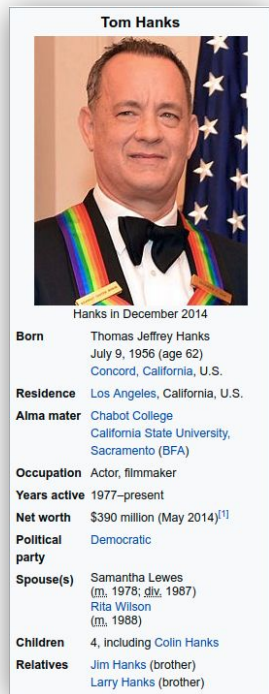 Tom Hanks
Hanks in December 2014
Born Thomas Jeffrey Hanks
July 9, 1956 (age 62)
Concord, California, U.S.
Residence Los Angeles, California, U.S.
Alma mater Chabot College
California State University,
Sacramento (BFA)
Occupation Actor, filmmaker
Years active 1977–present
Net worth $390 million (May 2014)[1]
Political Democratic
party
Spouse(s) Samantha Lewes
(m. 1978; div. 1987)
Rita Wilson
(m. 1988)
Children 4, including Colin Hanks
Relatives Jim Hanks (brother)
Larry Hanks (brother)